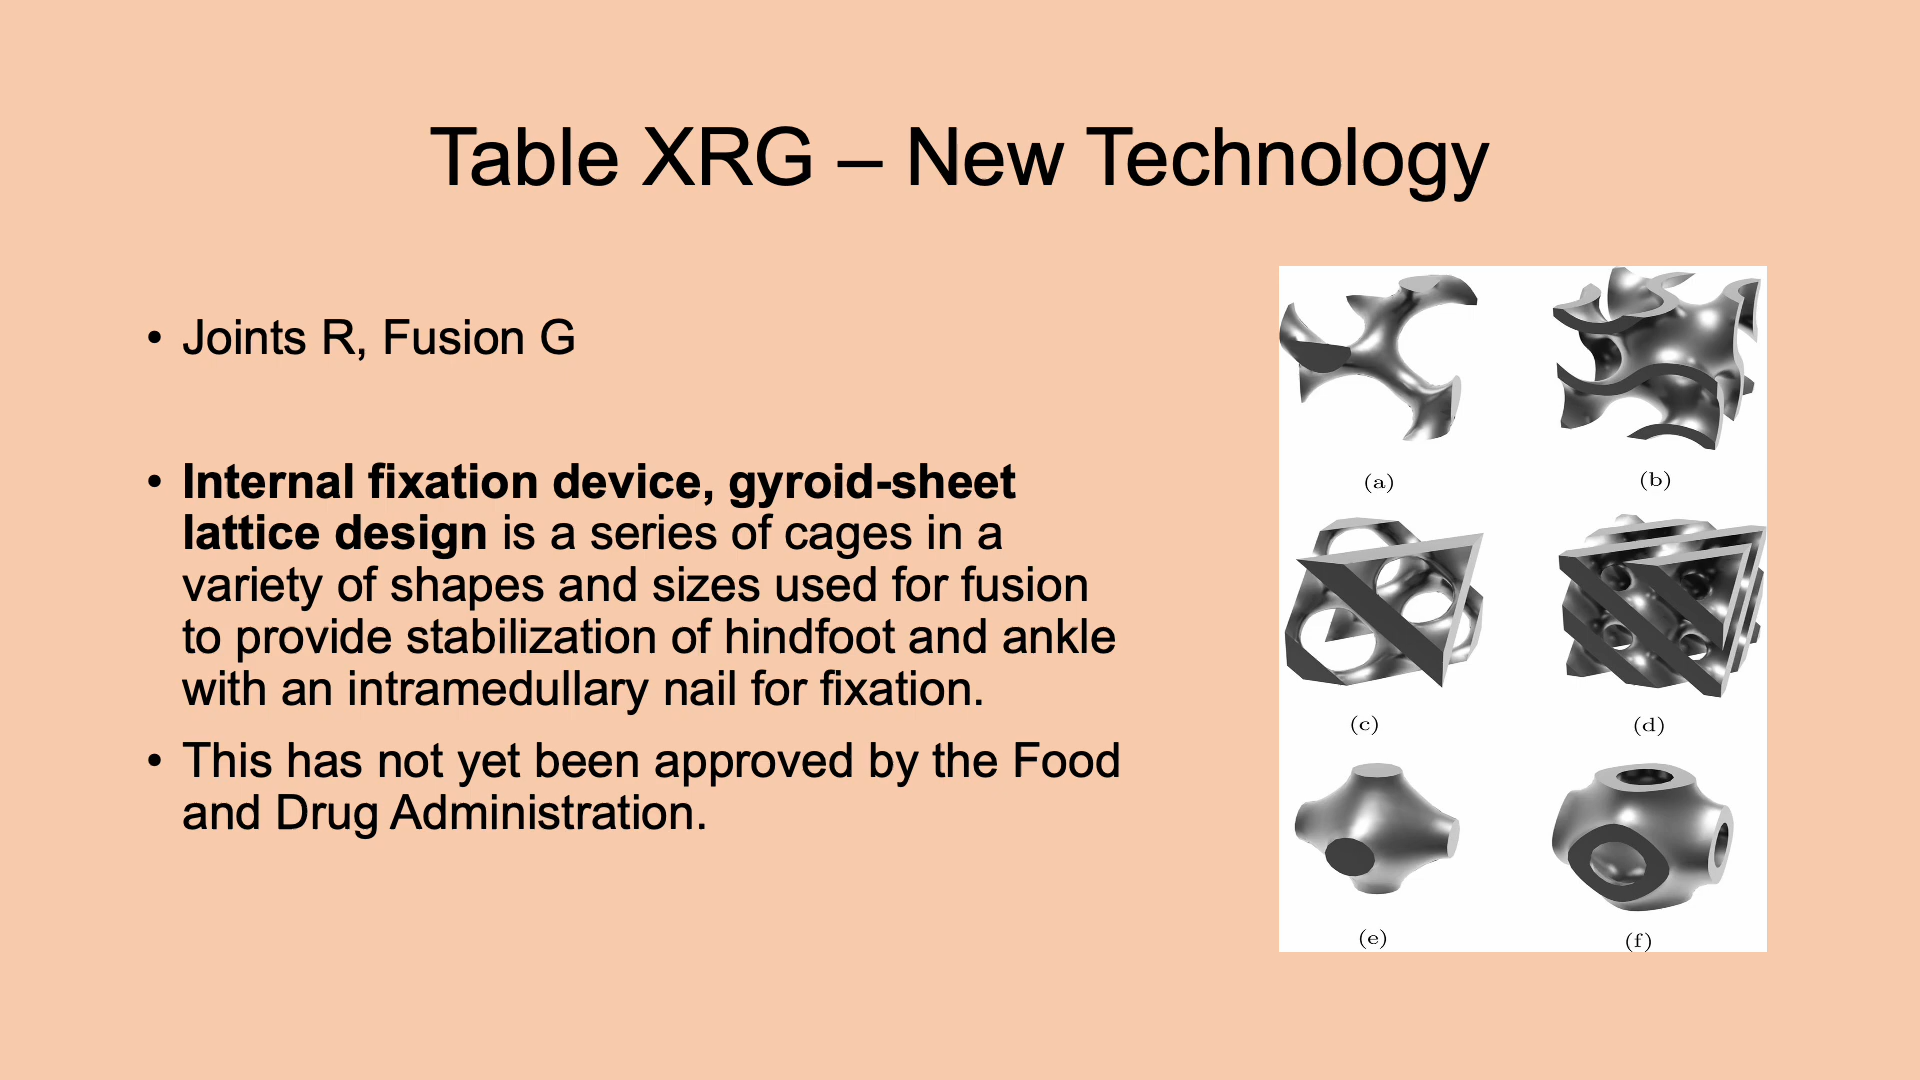 Table XRG – New Technology
• Joints R, Fusion G
• Internal fixation device, gyroid-sheet
lattice design is a series of cages in a
variety of shapes and sizes used for fusion
to provide stabilization of hindfoot and ankle
with an intramedullary nail for fixation.
• This has not yet been approved by the Food
and Drug Administration.
(a)
(b)
(c)
(d)
(e)
(f)